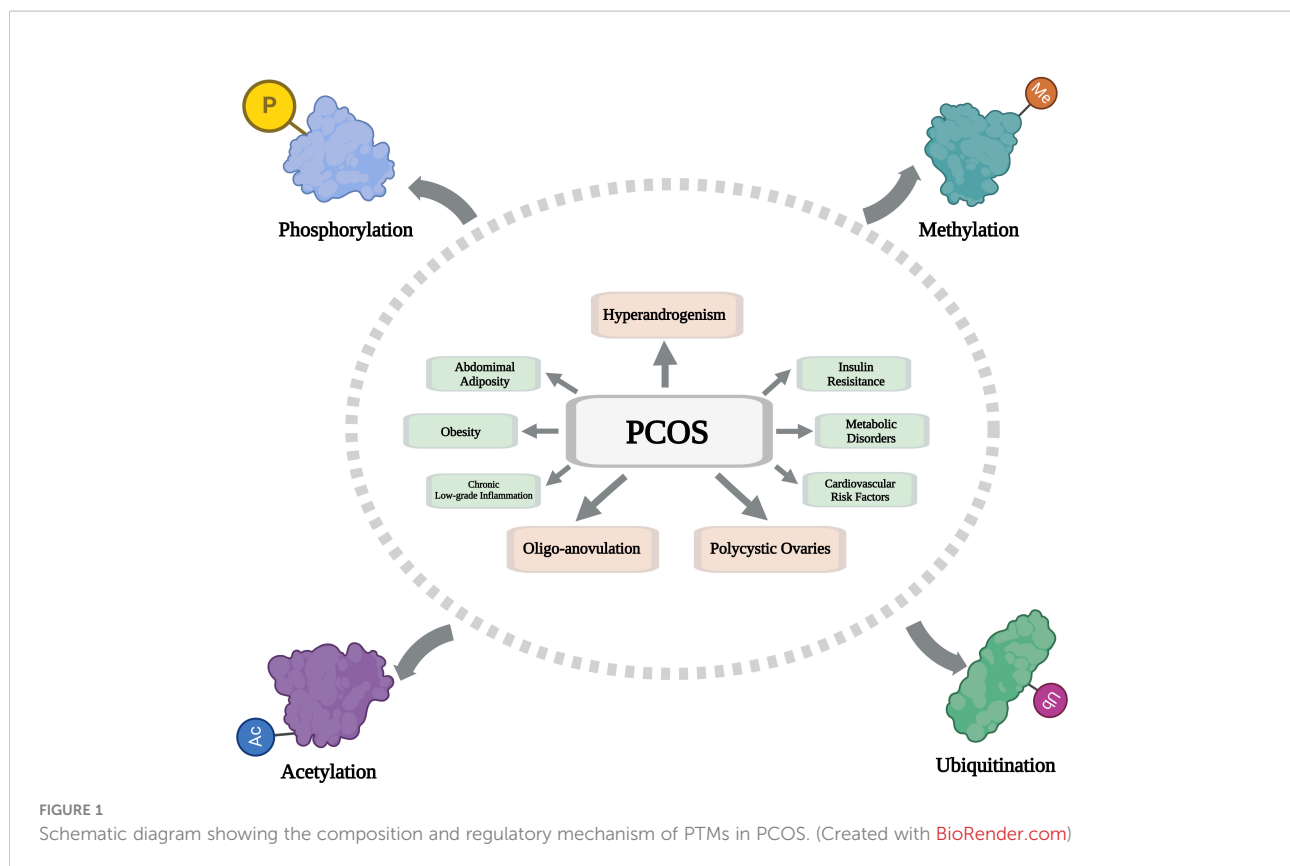 P
Me
Phosphorylation
Methylation
Hyperandrogenism
Abdomimal
Adiposity
Insulin
Resisitance
Obesity
PCOS
Metabolic
Disorders
Chronic
Low-grade Inflammation
Cardiovascular
Risk Factors
Oligo-anovulation
Polycystic Ovaries
Ac
Ub
Acetylation
Ubiquitination
FIGURE 1
Schematic diagram showing the composition and regulatory mechanism of PTMs in PCOS. (Created with BioRender.com)